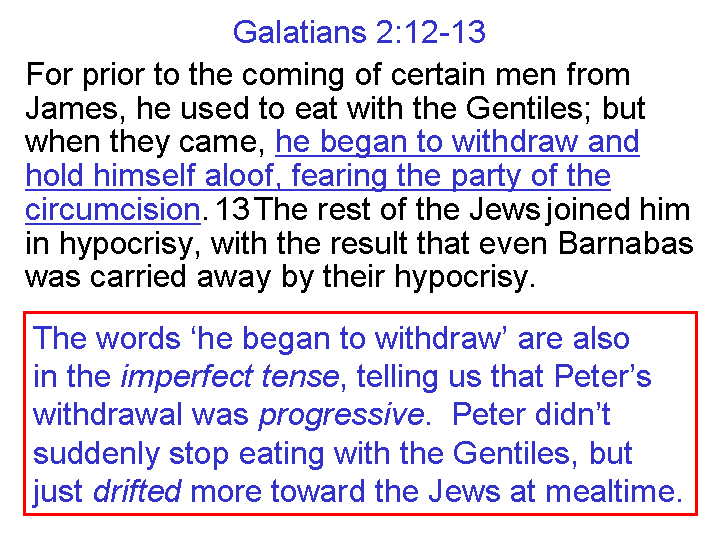 Galatians 2:12-13
For prior to the coming of certain men from
James, he used to eat with the Gentiles; but
when they came, he began to withdraw and
hold himself aloof, fearing the party of the
circumcision. 13 The rest of the Jews joined him
in hypocrisy, with the result that even Barnabas
was carried away by their hypocrisy.
The words ‘he began to withdraw’ are also
in the imperfect tense, telling us that Peter’s
withdrawal was progressive.  Peter didn’t
suddenly stop eating with the Gentiles, but
just drifted more toward the Jews at mealtime.